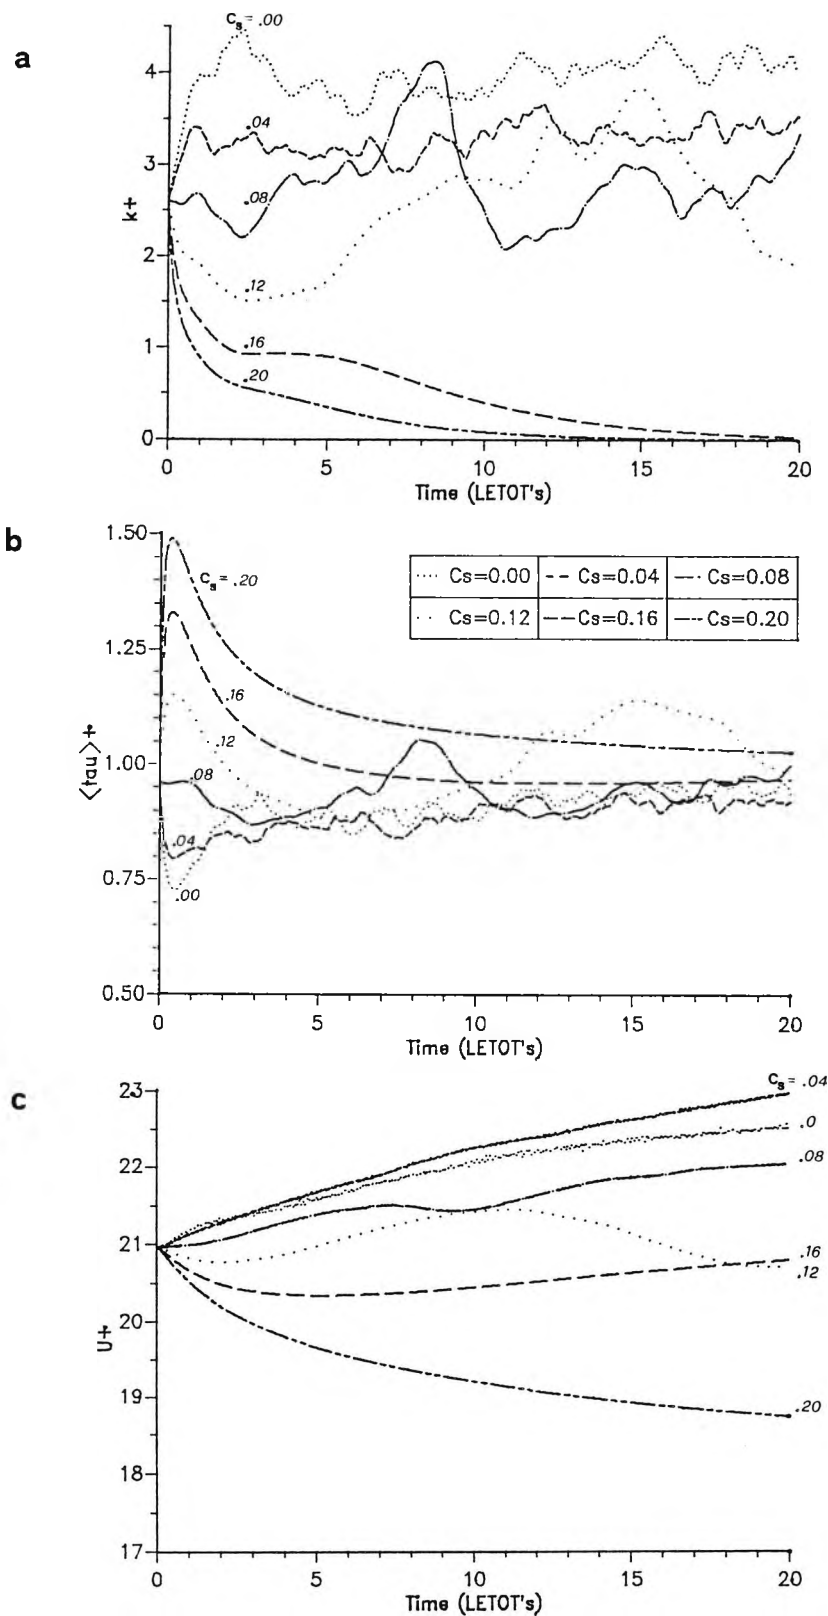 a
Cs = .00
4
.04
3
.08
k+
2
.12
.16
1
.20
0
0 5 10 15 20
Time (LETOT's)
b
1.50
Cs = .20
Cs=0.00 Cs=0.04 Cs=0.08
Cs=0.12 Cs=0.16 Cs=0.20
1.25
.16
.12
<tau>+
1.00
.08
.04
0.75
.00
0.50
0 5 10 15 20
Time (LETOT's)
c
Cs = .04
23
.0
22
.08
21
.16
.12
U+
20
19
.20
18
17
0 5 10 15 20
Time (LETOT's)